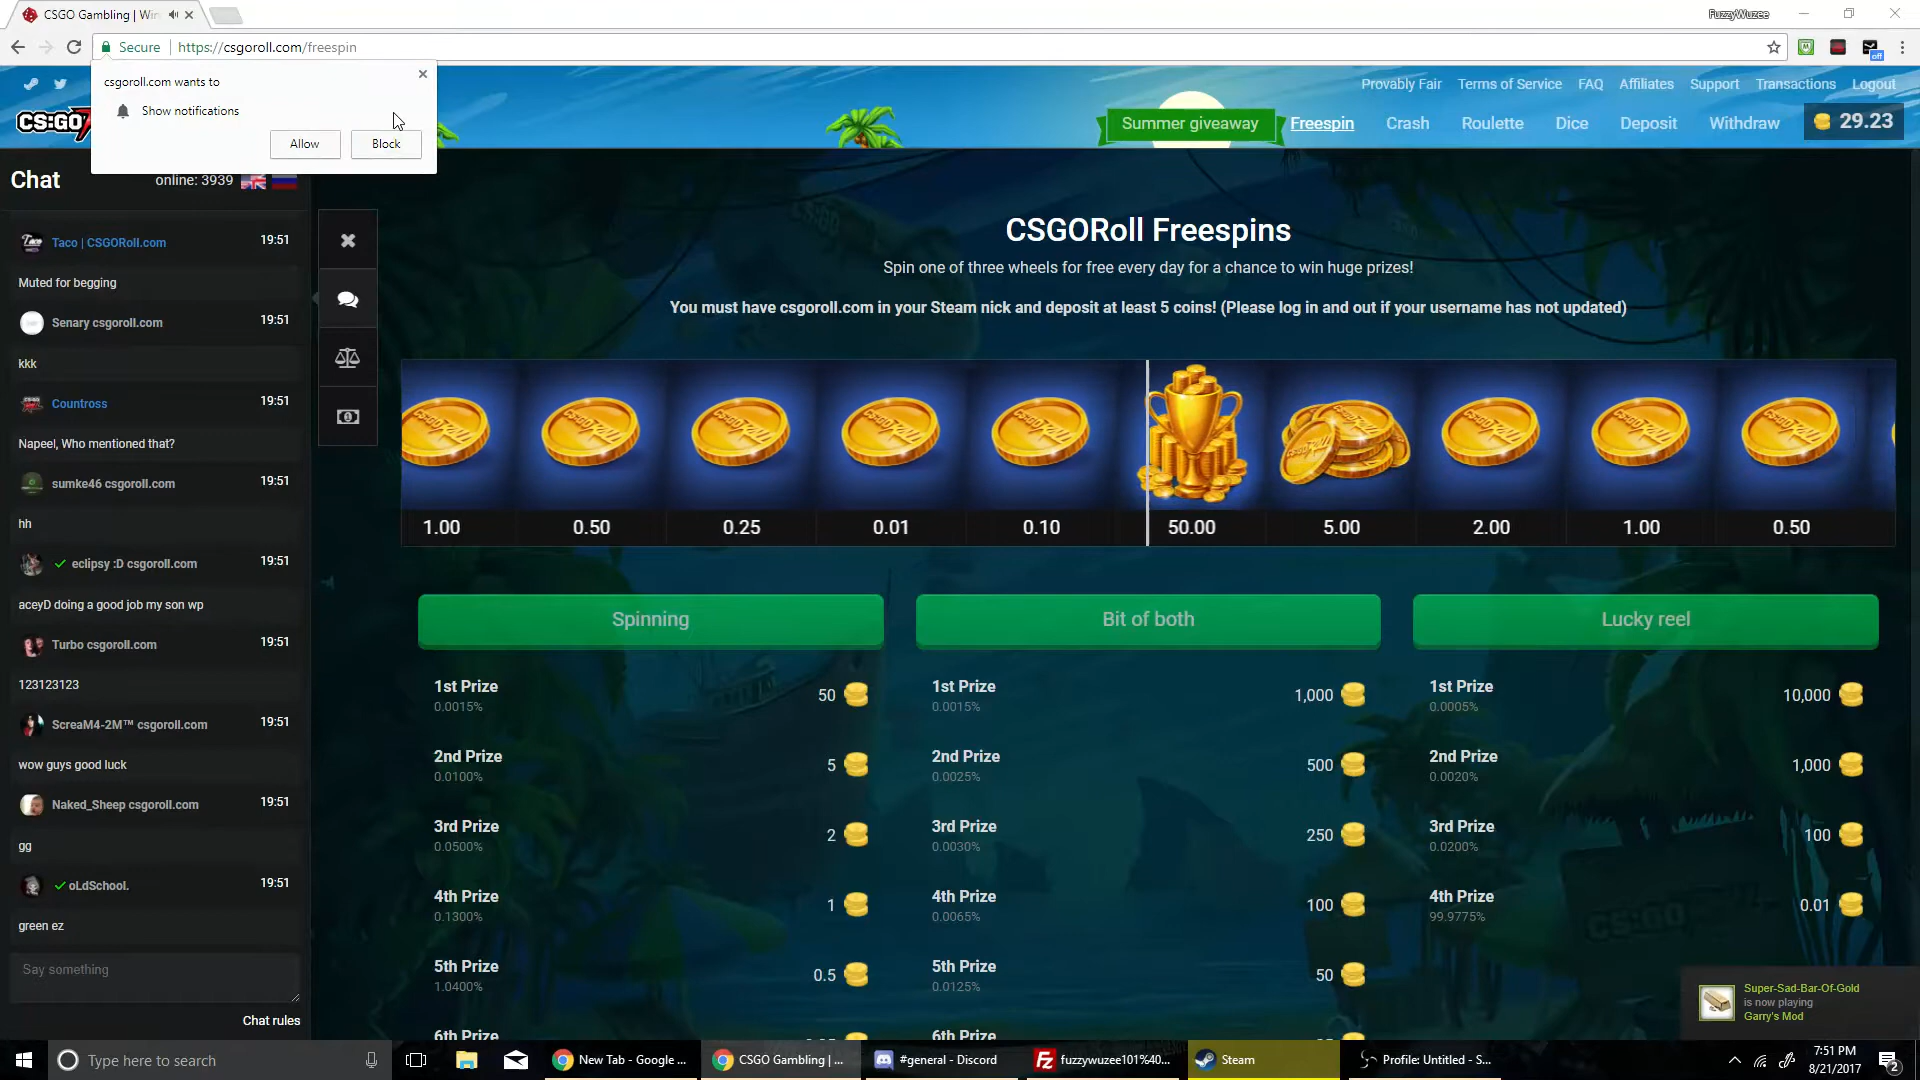 CSGO Gambling | Win
FuzzyWuzee
Secure
https://csgoroll.com/freespin
csgoroll.com wants to
Show notifications
Allow
Block
Provably Fair
Terms of Service
FAQ
Affiliates
Support
Transactions
Logout
CS:GO
Summer giveaway
Freespin
Crash
Roulette
Dice
Deposit
Withdraw
29.23
Chat
online: 3939
Taco | CSGORoll.com 19:51
Muted for begging
Senary csgoroll.com 19:51
kkk
Countross 19:51
Napeel, Who mentioned that?
sumke46 csgoroll.com 19:51
hh
eclipsy :D csgoroll.com 19:51
aceyD doing a good job my son wp
Turbo csgoroll.com 19:51
123123123
ScreaM4-2M™ csgoroll.com 19:51
wow guys good luck
Naked_Sheep csgoroll.com 19:51
gg
oLdSchool. 19:51
green ez
Say something
Chat rules
CSGORoll Freespins
Spin one of three wheels for free every day for a chance to win huge prizes!
You must have csgoroll.com in your Steam nick and deposit at least 5 coins! (Please log in and out if your username has not updated)
1.00 0.50 0.25 0.01 0.10 50.00 5.00 2.00 1.00 0.50
Spinning
1st Prize 50
0.0015%
2nd Prize 5
0.0100%
3rd Prize 2
0.0500%
4th Prize 1
0.1300%
5th Prize 0.5
1.0400%
6th Prize
Bit of both
1st Prize 1,000
0.0015%
2nd Prize 500
0.0025%
3rd Prize 250
0.0030%
4th Prize 100
0.0065%
5th Prize 50
0.0125%
6th Prize
Lucky reel
1st Prize 10,000
0.0005%
2nd Prize 1,000
0.0020%
3rd Prize 100
0.0200%
4th Prize 0.01
99.9775%
Super-Sad-Bar-Of-Gold
is now playing
Garry's Mod
Type here to search
New Tab - Google ...
CSGO Gambling | ...
#general - Discord
fuzzywuzee101%40...
Steam
Profile: Untitled - S...
7:51 PM
8/21/2017
2